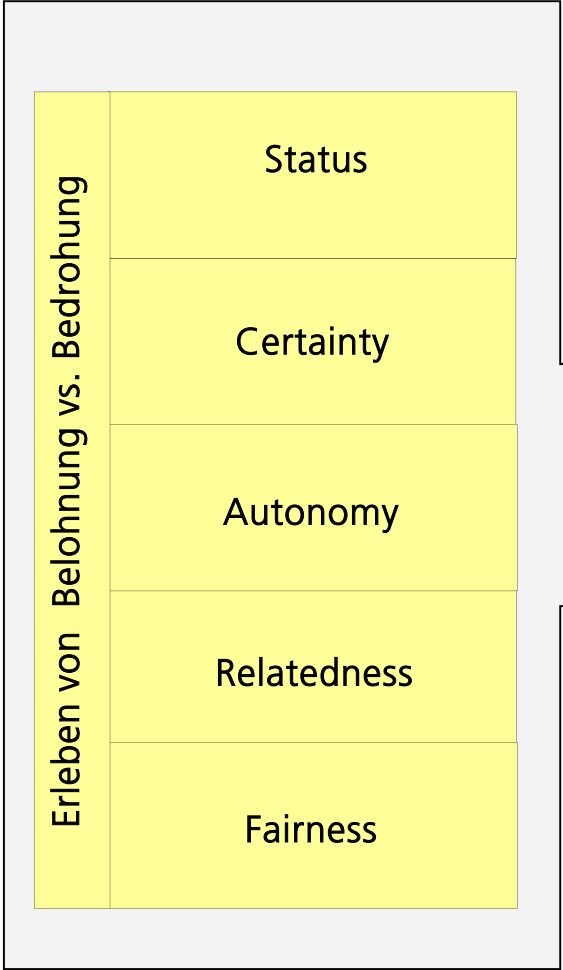 Erleben von Belohnung vs. Bedrohung
Status
Certainty
Autonomy
Relatedness
Fairness